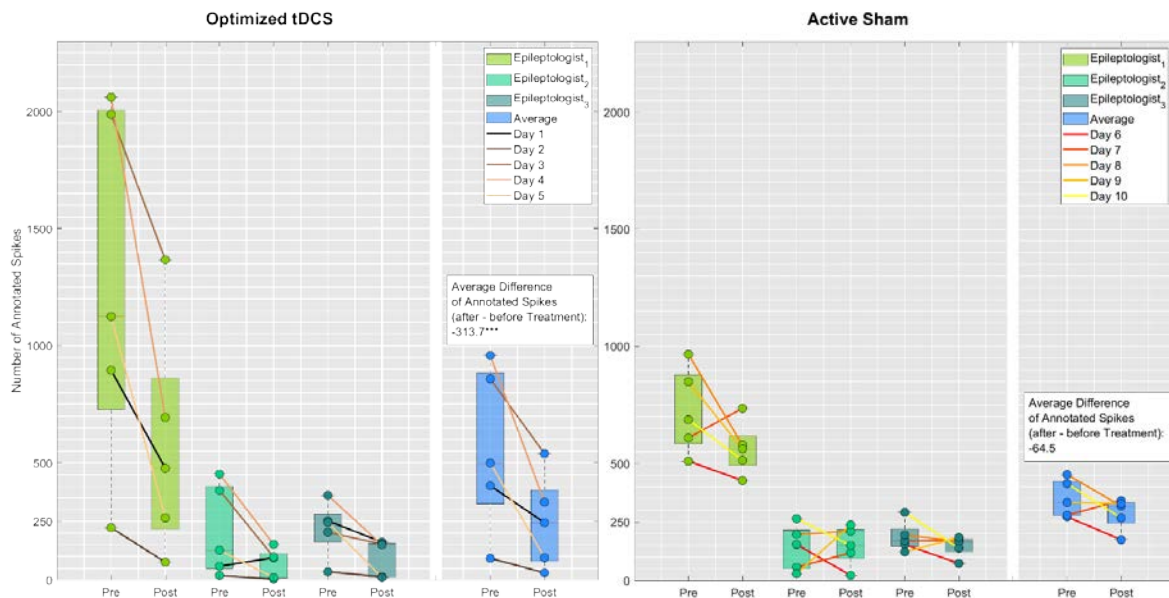 Optimized tDCS
Number of Annotated Spikes
2000
1500
1000
500
250
0
Pre Post Pre Post Pre Post Pre Post
Epileptologist1
Epileptologist2
Epileptologist3
Average
Day 1
Day 2
Day 3
Day 4
Day 5
Average Difference
of Annotated Spikes
(after - before Treatment):
-313.7***
Active Sham
2000
1500
1000
500
250
0
Pre Post Pre Post Pre Post Pre Post
Epileptologist1
Epileptologist2
Epileptologist3
Average
Day 6
Day 7
Day 8
Day 9
Day 10
Average Difference
of Annotated Spikes
(after - before Treatment):
-64.5